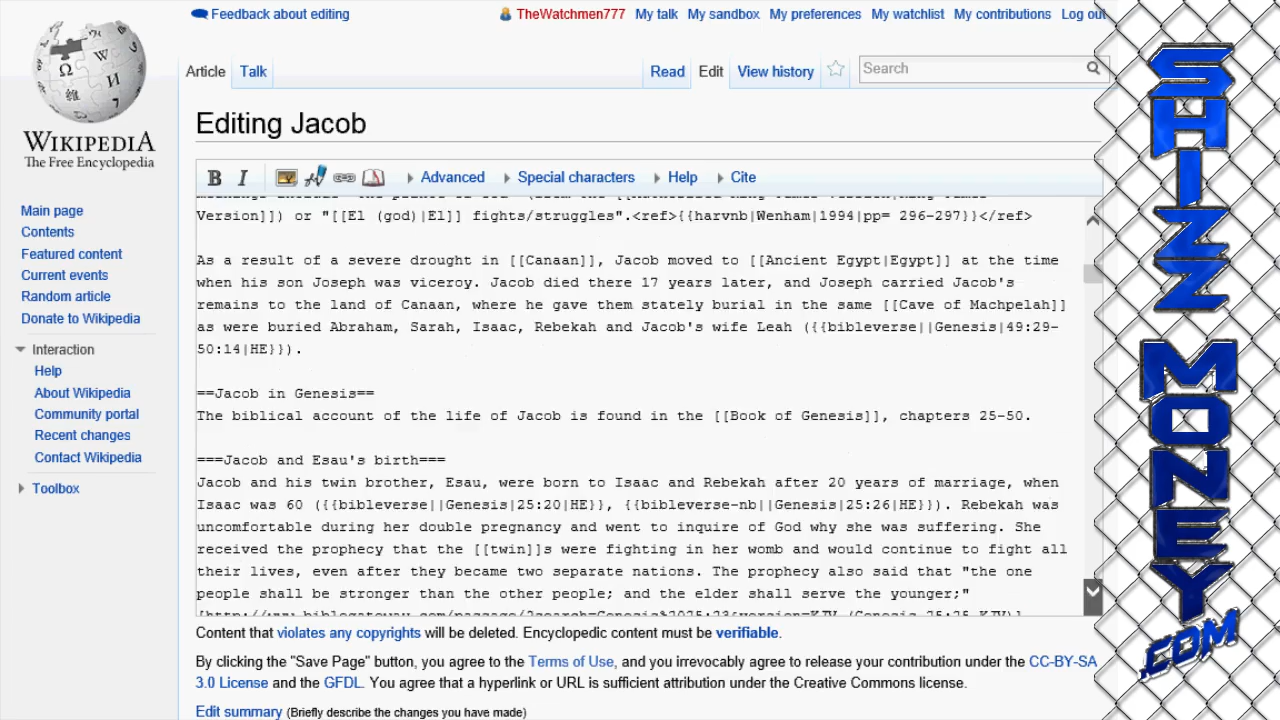 Feedback about editing
TheWatchmen777 My talk My sandbox My preferences My watchlist My contributions Log out
Article Talk
Read Edit View history
Search
WIKIPEDIA
The Free Encyclopedia
Editing Jacob
B I Advanced Special characters Help Cite
Main page
Contents
Featured content
Current events
Random article
Donate to Wikipedia
Interaction
Help
About Wikipedia
Community portal
Recent changes
Contact Wikipedia
Toolbox
Version]]) or "[[El (god)|El]] fights/struggles".<ref>{{harvnb|Wenham|1994|pp= 296-297}}</ref>
As a result of a severe drought in [[Canaan]], Jacob moved to [[Ancient Egypt|Egypt]] at the time
when his son Joseph was viceroy. Jacob died there 17 years later, and Joseph carried Jacob's
remains to the land of Canaan, where he gave them stately burial in the same [[Cave of Machpelah]]
as were buried Abraham, Sarah, Isaac, Rebekah and Jacob's wife Leah ({{bibleverse||Genesis|49:29-
50:14|HE}}).
==Jacob in Genesis==
The biblical account of the life of Jacob is found in the [[Book of Genesis]], chapters 25-50.
===Jacob and Esau's birth===
Jacob and his twin brother, Esau, were born to Isaac and Rebekah after 20 years of marriage, when
Isaac was 60 ({{bibleverse||Genesis|25:20|HE}}, {{bibleverse-nb||Genesis|25:26|HE}}). Rebekah was
uncomfortable during her double pregnancy and went to inquire of God why she was suffering. She
received the prophecy that the [[twin]]s were fighting in her womb and would continue to fight all
their lives, even after they became two separate nations. The prophecy also said that "the one
people shall be stronger than the other people; and the elder shall serve the younger;"
Content that violates any copyrights will be deleted. Encyclopedic content must be verifiable.
By clicking the "Save Page" button, you agree to the Terms of Use, and you irrevocably agree to release your contribution under the CC-BY-SA
3.0 License and the GFDL. You agree that a hyperlink or URL is sufficient attribution under the Creative Commons license.
Edit summary (Briefly describe the changes you have made)
SHIZZ
MONEY
.COM